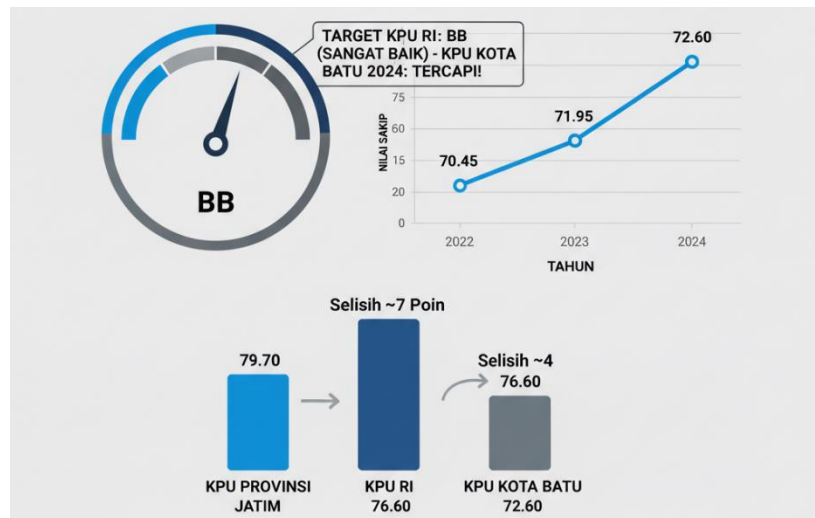 TARGET KPU RI: BB
(SANGAT BAIK) - KPU KOTA
BATU 2024: TERCAPI!
BB
72.60
75
71.95
60
NILAI SAKIP
15
70.45
20
0
2022
2023
2024
TAHUN
Selisih ~7 Poin
79.70
Selisih ~4
76.60
KPU PROVINSI
JATIM
KPU RI
76.60
KPU KOTA BATU
72.60